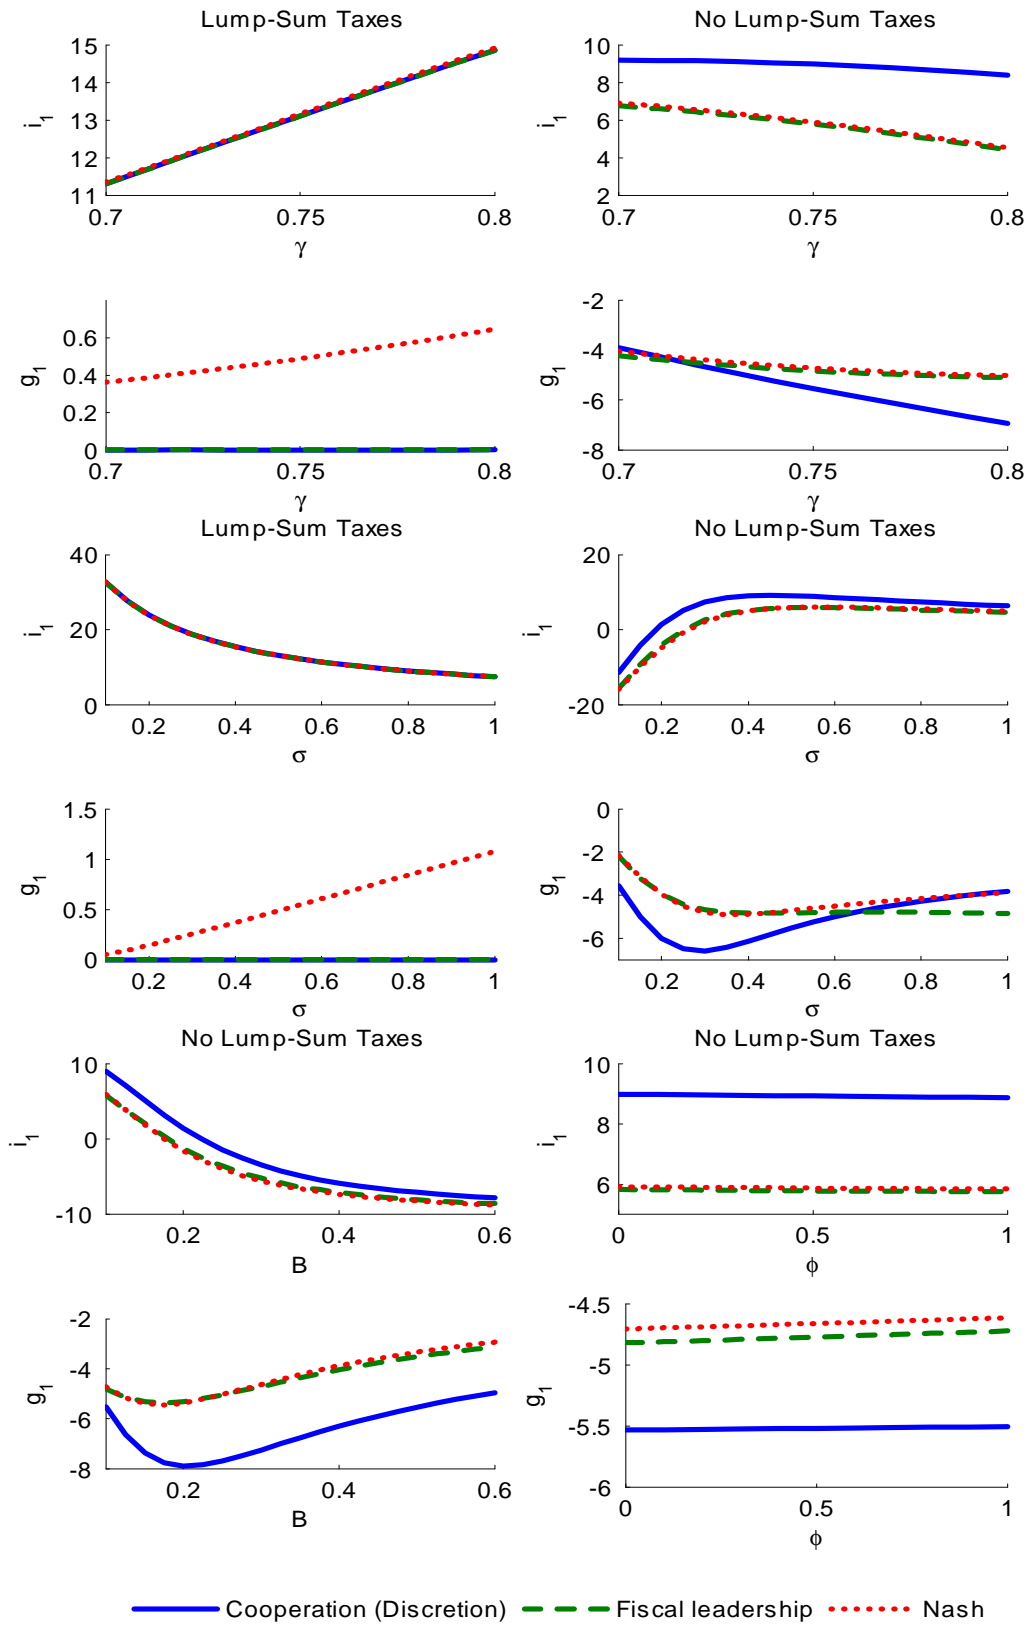 Lump-Sum Taxes
No Lump-Sum Taxes
15
14
13
12
11
i1
0.7
0.75
0.8
γ
10
8
6
4
2
i1
0.7
0.75
0.8
γ
0.6
0.4
0.2
0
g1
0.7
0.75
0.8
γ
-2
-4
-6
-8
g1
0.7
0.75
0.8
γ
Lump-Sum Taxes
No Lump-Sum Taxes
40
20
0
i1
0.2
0.4
0.6
0.8
1
σ
20
0
-20
i1
0.2
0.4
0.6
0.8
1
σ
1.5
1
0.5
0
g1
0.2
0.4
0.6
0.8
1
σ
0
-2
-4
-6
g1
0.2
0.4
0.6
0.8
1
σ
No Lump-Sum Taxes
No Lump-Sum Taxes
10
0
-10
i1
0.2
0.4
0.6
B
10
8
6
i1
0
0.5
1
ϕ
-2
-4
-6
-8
g1
0.2
0.4
0.6
B
-4.5
-5
-5.5
-6
g1
0
0.5
1
ϕ
Cooperation (Discretion) Fiscal leadership Nash